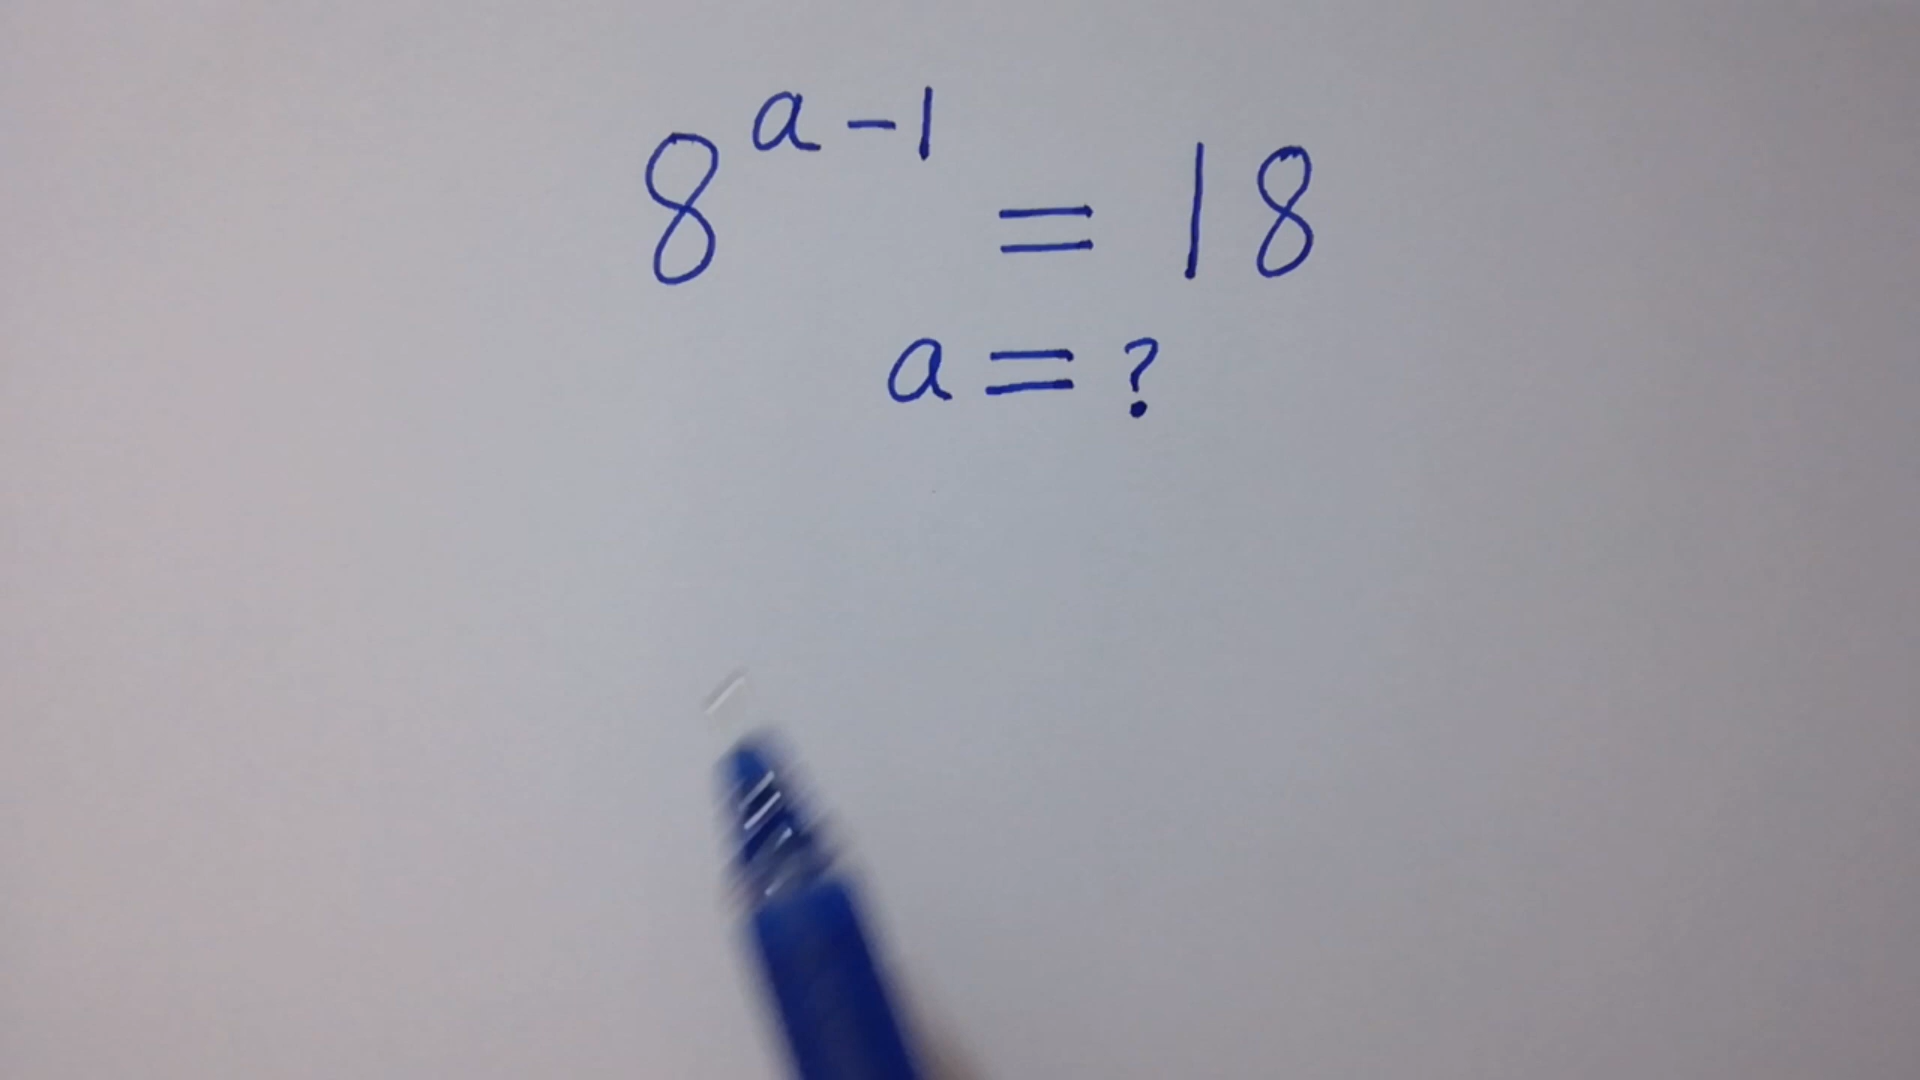 8^{a-1} = 18
a = ?